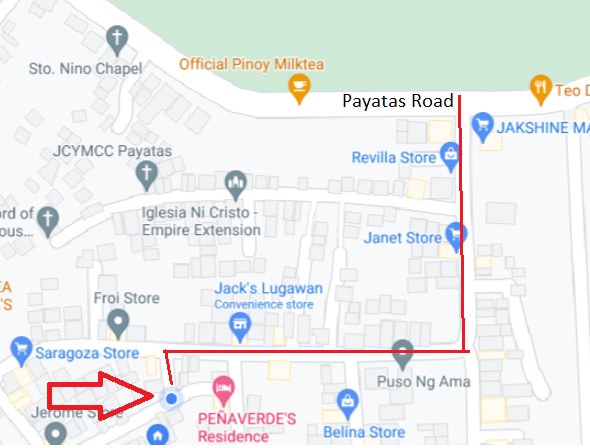 Sto. Nino Chapel
Official Pinoy Milktea
Payatas Road
Teo D
JAKSHINE MA
Revilla Store
JCYMCC Payatas
Iglesia Ni Cristo -
Empire Extension
ord of
ous...
Janet Store
EA
'S
Froi Store
Jack's Lugawan
Convenience store
Saragoza Store
Puso Ng Ama
Jerome Store
PEÑAVERDE'S
Residence
Belina Store